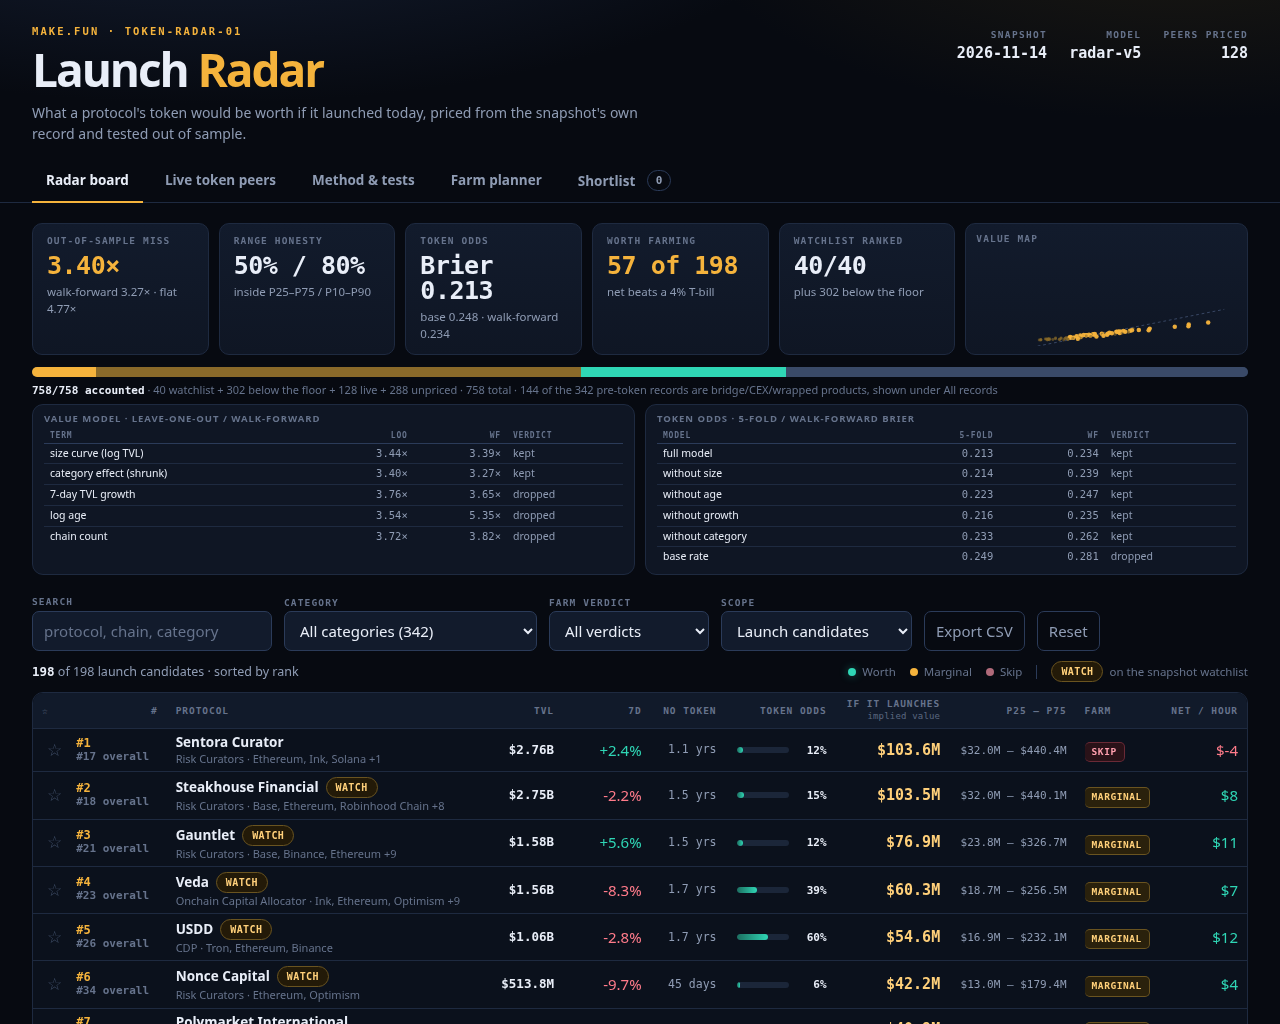 MAKE.FUN · TOKEN-RADAR-01
Launch Radar
What a protocol's token would be worth if it launched today, priced from the snapshot's own
record and tested out of sample.
SNAPSHOT
2026-11-14
MODEL
radar-v5
PEERS PRICED
128
Radar board
Live token peers
Method & tests
Farm planner
Shortlist 0
OUT-OF-SAMPLE MISS
3.40×
walk-forward 3.27× · flat
4.77×
RANGE HONESTY
50% / 80%
inside P25–P75 / P10–P90
TOKEN ODDS
Brier
0.213
base 0.248 · walk-forward
0.234
WORTH FARMING
57 of 198
net beats a 4% T-bill
WATCHLIST RANKED
40/40
plus 302 below the floor
VALUE MAP
758/758 accounted · 40 watchlist + 302 below the floor + 128 live + 288 unpriced · 758 total · 144 of the 342 pre-token records are bridge/CEX/wrapped products, shown under All records
VALUE MODEL · LEAVE-ONE-OUT / WALK-FORWARD
TERM LOO WF VERDICT
size curve (log TVL) 3.44× 3.39× kept
category effect (shrunk) 3.40× 3.27× kept
7-day TVL growth 3.76× 3.65× dropped
log age 3.54× 5.35× dropped
chain count 3.72× 3.82× dropped
TOKEN ODDS · 5-FOLD / WALK-FORWARD BRIER
MODEL 5-FOLD WF VERDICT
full model 0.213 0.234 kept
without size 0.214 0.239 kept
without age 0.223 0.247 kept
without growth 0.216 0.235 kept
without category 0.233 0.262 kept
base rate 0.249 0.281 dropped
SEARCH
protocol, chain, category
CATEGORY
All categories (342)
FARM VERDICT
All verdicts
SCOPE
Launch candidates
Export CSV
Reset
198 of 198 launch candidates · sorted by rank
Worth Marginal Skip WATCH on the snapshot watchlist
☆ # PROTOCOL TVL 7D NO TOKEN TOKEN ODDS IF IT LAUNCHES implied value P25 — P75 FARM NET / HOUR
☆ #1 Sentora Curator $2.76B +2.4% 1.1 yrs 12% $103.6M $32.0M — $440.4M SKIP $-4
#17 overall Risk Curators · Ethereum, Ink, Solana +1
☆ #2 Steakhouse Financial WATCH $2.75B -2.2% 1.5 yrs 15% $103.5M $32.0M — $440.1M MARGINAL $8
#18 overall Risk Curators · Base, Ethereum, Robinhood Chain +8
☆ #3 Gauntlet WATCH $1.58B +5.6% 1.5 yrs 12% $76.9M $23.8M — $326.7M MARGINAL $11
#21 overall Risk Curators · Base, Binance, Ethereum +9
☆ #4 Veda WATCH $1.56B -8.3% 1.7 yrs 39% $60.3M $18.7M — $256.5M MARGINAL $7
#23 overall Onchain Capital Allocator · Ink, Ethereum, Optimism +9
☆ #5 USDD WATCH $1.06B -2.8% 1.7 yrs 60% $54.6M $16.9M — $232.1M MARGINAL $12
#26 overall CDP · Tron, Ethereum, Binance
☆ #6 Nonce Capital WATCH $513.8M -9.7% 45 days 6% $42.2M $13.0M — $179.4M MARGINAL $4
#34 overall Risk Curators · Ethereum, Optimism
#7 Polymarket International